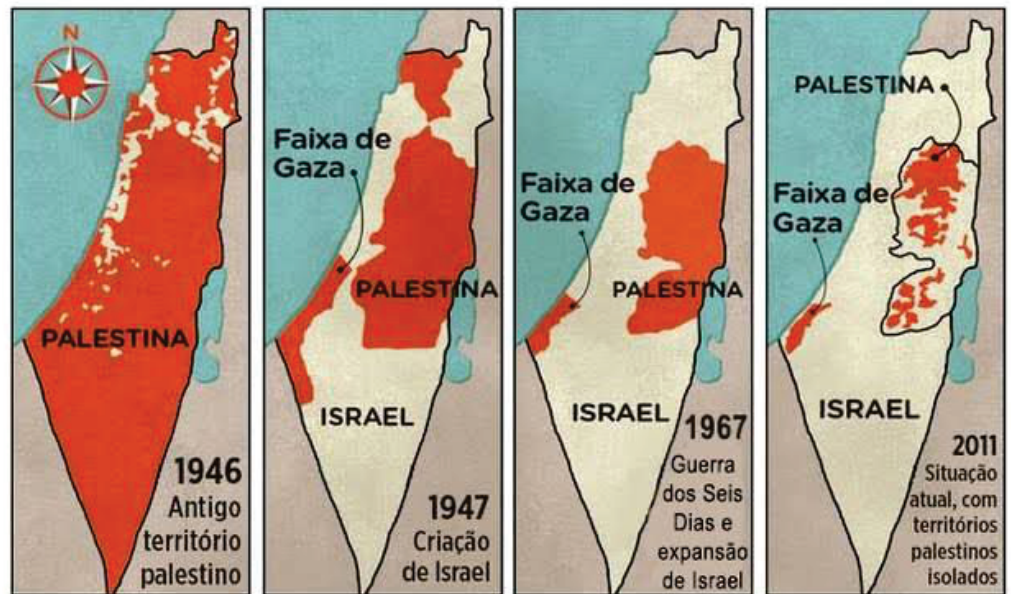 N
PALESTINA
1946
Antigo
território
palestino
Faixa de
Gaza
PALESTINA
ISRAEL
1947
Criação
de Israel
Faixa de
Gaza
PALESTINA
ISRAEL
1967
Guerra
dos Seis
Dias e
expansão
de Israel
PALESTINA
Faixa de
Gaza
ISRAEL
2011
Situação
atual, com
territórios
palestinos
isolados